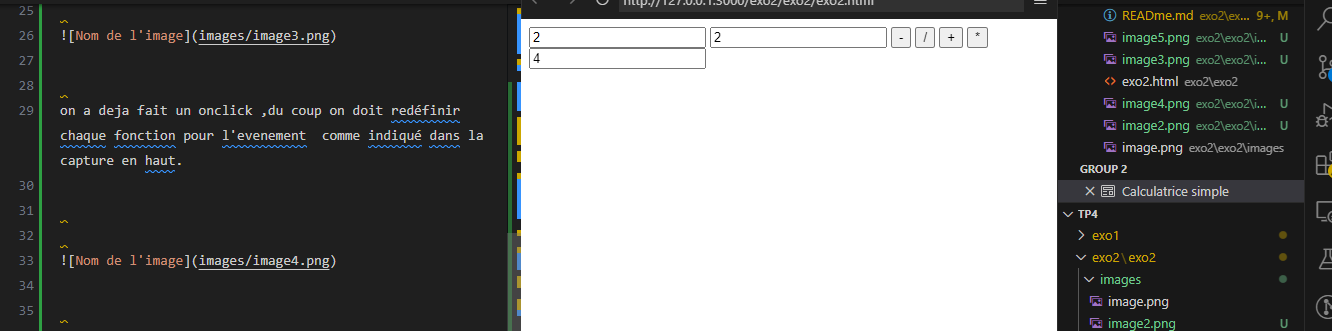 25
26 ![Nom de l'image](images/image3.png)
27
28
29 on a deja fait un onclick ,du coup on doit redéfinir
chaque fonction pour l'evenement  comme indiqué dans la
capture en haut.
30
31
32
33 ![Nom de l'image](images/image4.png)
34
35
http://127.0.0.1:3000/exo2/exo2/exo2.html
2 2 - / + *
4
READme.md exo2\ex... 9+, M
image5.png exo2\exo2\i... U
image3.png exo2\exo2\i... U
exo2.html exo2\exo2
image4.png exo2\exo2\i... U
image2.png exo2\exo2\i... U
image.png exo2\exo2\images
GROUP 2
Calculatrice simple
TP4
exo1
exo2\exo2
images
image.png
image2.png U